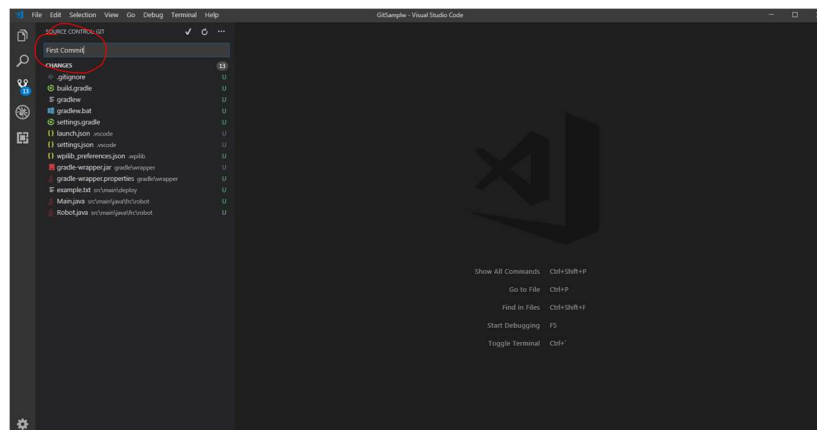 File Edit Selection View Go Debug Terminal Help
GitSample - Visual Studio Code
SOURCE CONTROL: GIT
First Commit
CHANGES 13
.gitignore U
build.gradle U
gradlew U
gradlew.bat U
settings.gradle U
13
launch.json .vscode U
settings.json .vscode U
wpilib_preferences.json .wpilib U
gradle-wrapper.jar gradle\wrapper U
gradle-wrapper.properties gradle\wrapper U
example.txt src\main\deploy U
Main.java src\main\java\frc\robot U
Robot.java src\main\java\frc\robot U
Show All Commands Ctrl+Shift+P
Go to File Ctrl+P
Find in Files Ctrl+Shift+F
Start Debugging F5
Toggle Terminal Ctrl+`